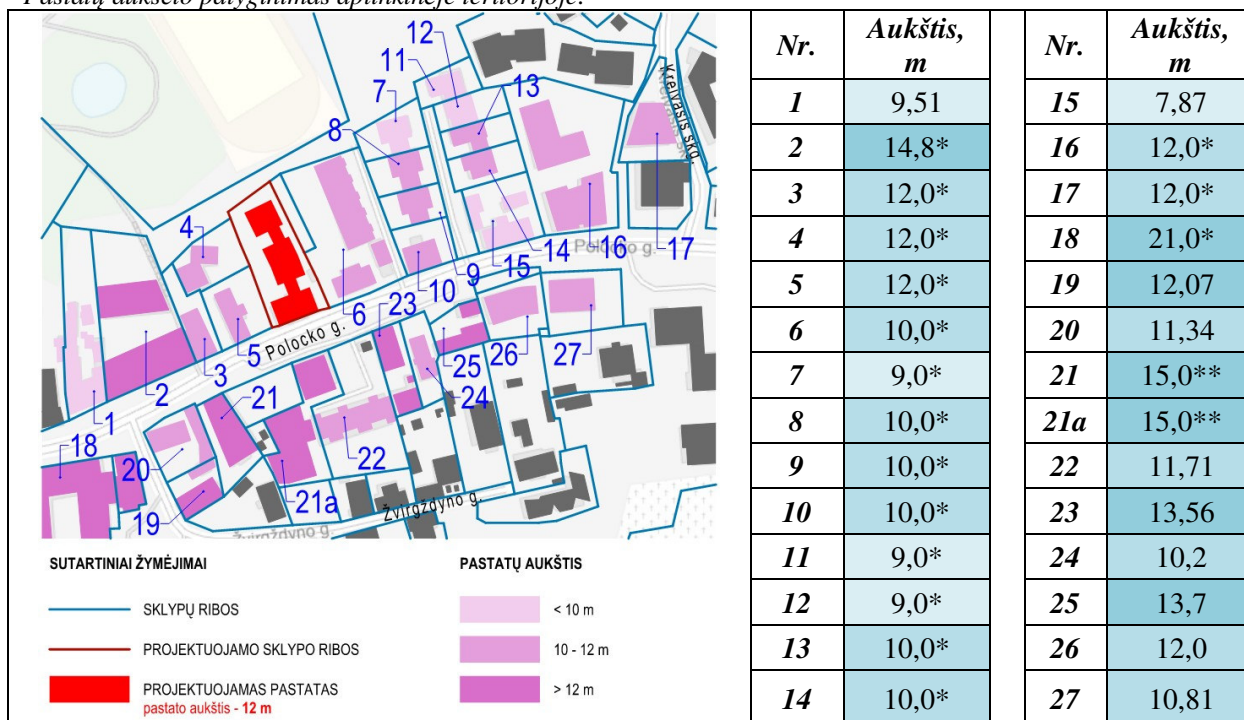 Pastatų aukščio palyginimas aplinkinėje teritorijoje:
12
11
13
7
8
Kreivasis skg.
4
Polocko g.
17
16
14
15
9
10
23
6
5
Polocko g.
3
2
1
25
26
27
24
21
22
18
20
21a
19
Žvirgždyno g.
Žvirgždyno g.
SUTARTINIAI ŽYMĖJIMAI
SKLYPŲ RIBOS
PROJEKTUOJAMO SKLYPO RIBOS
PROJEKTUOJAMAS PASTATAS
pastato aukštis - 12 m
PASTATŲ AUKŠTIS
< 10 m
10 - 12 m
> 12 m
Nr. Aukštis, m
1 9,51
2 14,8*
3 12,0*
4 12,0*
5 12,0*
6 10,0*
7 9,0*
8 10,0*
9 10,0*
10 10,0*
11 9,0*
12 9,0*
13 10,0*
14 10,0*
Nr. Aukštis, m
15 7,87
16 12,0*
17 12,0*
18 21,0*
19 12,07
20 11,34
21 15,0**
21a 15,0**
22 11,71
23 13,56
24 10,2
25 13,7
26 12,0
27 10,81